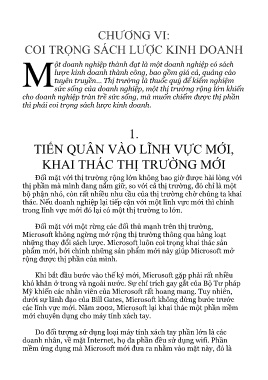 CHƯƠNG VI:
COI TRỌNG SÁCH LƯỢC KINH DOANH
Một doanh nghiệp thành đạt là một doanh nghiệp có sách
lược kinh doanh thành công, bao gồm giá cả, quảng cáo
tuyên truyền... Thị trường là thuốc quý để kiểm nghiệm
sức sống của doanh nghiệp, một thị trường rộng lớn khiến
cho doanh nghiệp tràn trề sức sống, mà muốn chiếm được thị phần
thì phải coi trọng sách lược kinh doanh.
1.
TIẾN QUÂN VÀO LĨNH VỰC MỚI,
KHAI THÁC THỊ TRƯỜNG MỚI
Đối mặt với thị trường rộng lớn không bao giờ được hài lòng với
thị phần mà mình đang nắm giữ, so với cả thị trường, đó chỉ là một
bộ phận nhỏ, còn rất nhiều nhu cầu của thị trường chờ chúng ta khai
thác. Nếu doanh nghiệp lại tiếp cận với một lĩnh vực mới thì chính
trong lĩnh vực mới đó lại có một thị trường to lớn.
Đối mặt với một rừng các đối thủ mạnh trên thị trường,
Microsoft không ngừng mở rộng thị trường thông qua hàng loạt
những thay đổi sách lược. Microsoft luôn coi trọng khai thác sản
phẩm mới, bởi chính những sản phẩm mới này giúp Microsoft mở
rộng được thị phần của mình.
Khi bắt đầu bước vào thế kỷ mới, Microsoft gặp phải rất nhiều
khó khăn ở trong và ngoài nước. Sự chỉ trích gay gắt của Bộ Tư pháp
Mỹ khiến các nhân viên của Microsoft rất hoang mang. Tuy nhiên,
dưới sự lãnh đạo của Bill Gates, Microsoft không dừng bước trước
các lĩnh vực mới. Năm 2002, Microsoft lại khai thác một phần mềm
mới chuyên dụng cho máy tính xách tay.
Do đối tượng sử dụng loại máy tính xách tay phần lớn là các
doanh nhân, về mặt Internet, họ đa phần đều sử dụng wifi. Phần
mềm ứng dụng mà Microsoft mới đưa ra nhằm vào mặt này, đó là